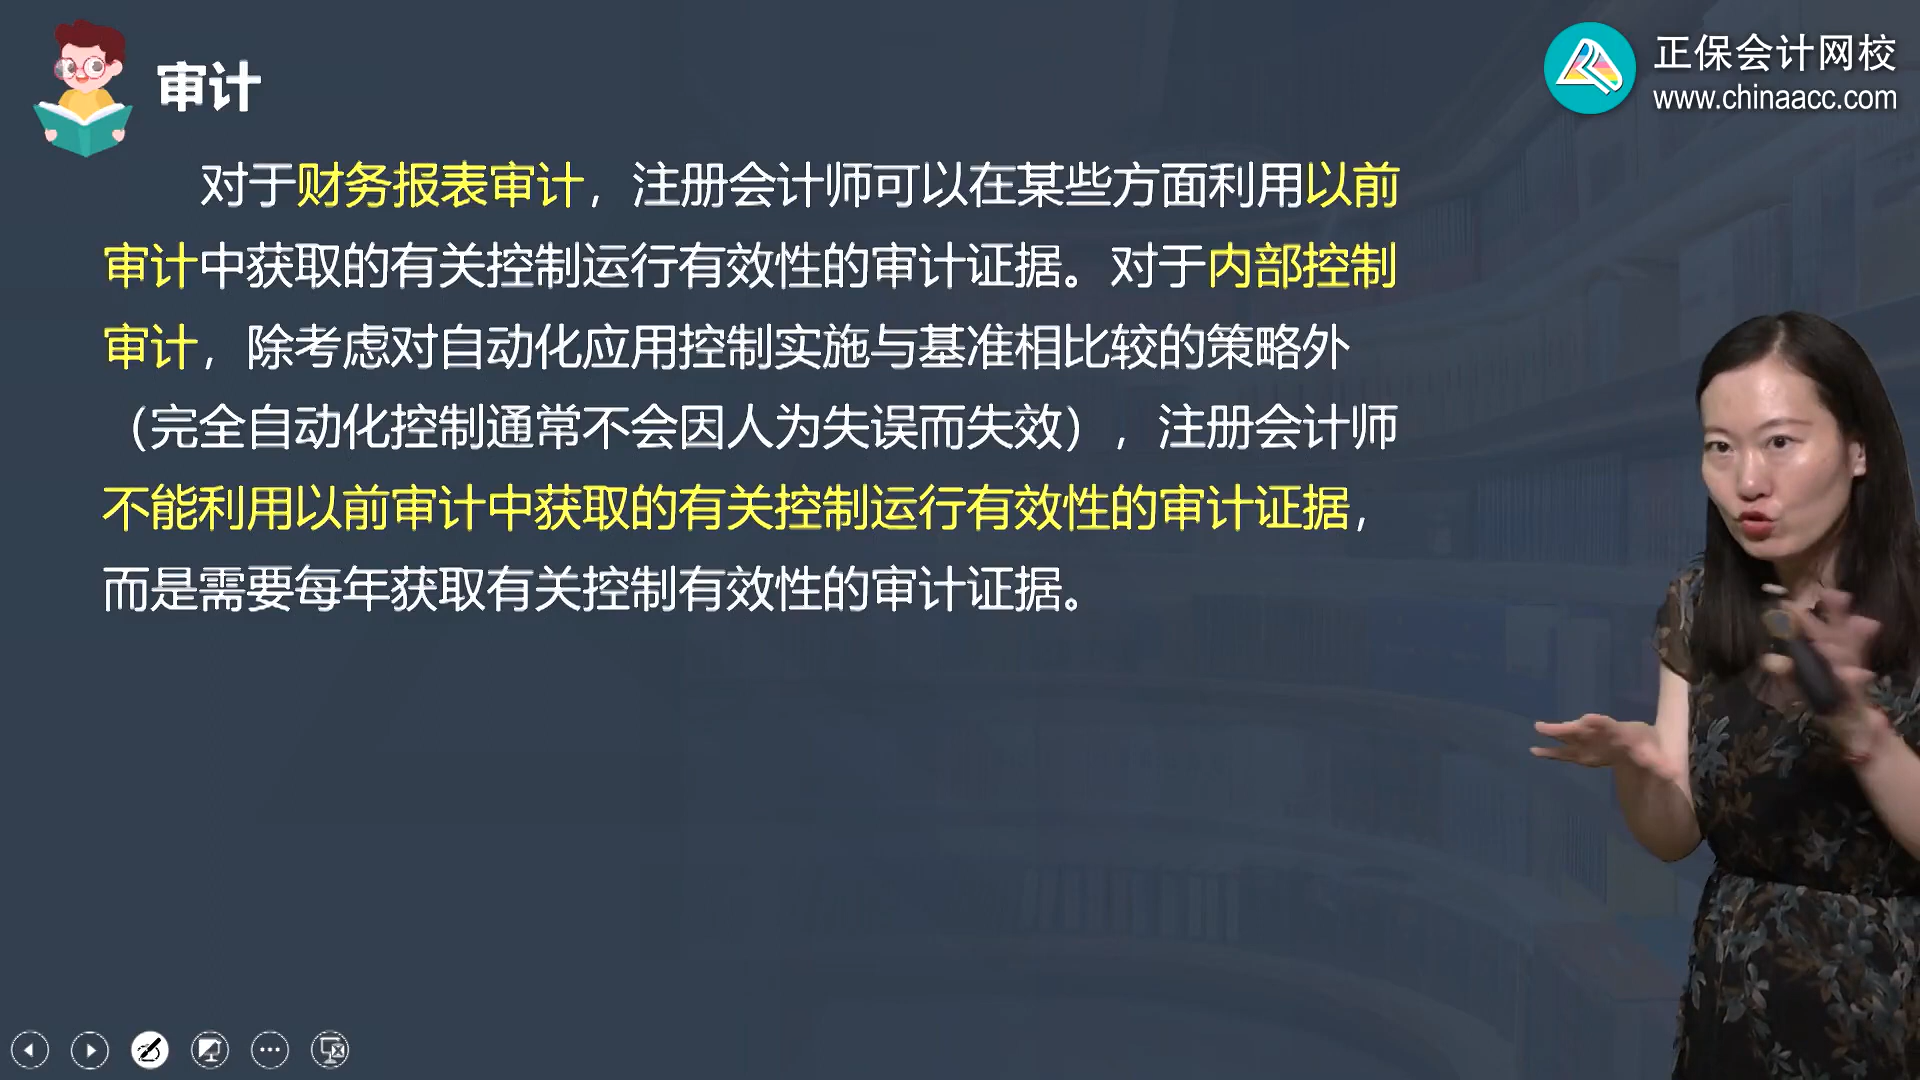 审计
正保会计网校
www.chinaacc.com
对于财务报表审计，注册会计师可以在某些方面利用以前
审计中获取的有关控制运行有效性的审计证据。对于内部控制
审计，除考虑对自动化应用控制实施与基准相比较的策略外
（完全自动化控制通常不会因人为失误而失效），注册会计师
不能利用以前审计中获取的有关控制运行有效性的审计证据，
而是需要每年获取有关控制有效性的审计证据。